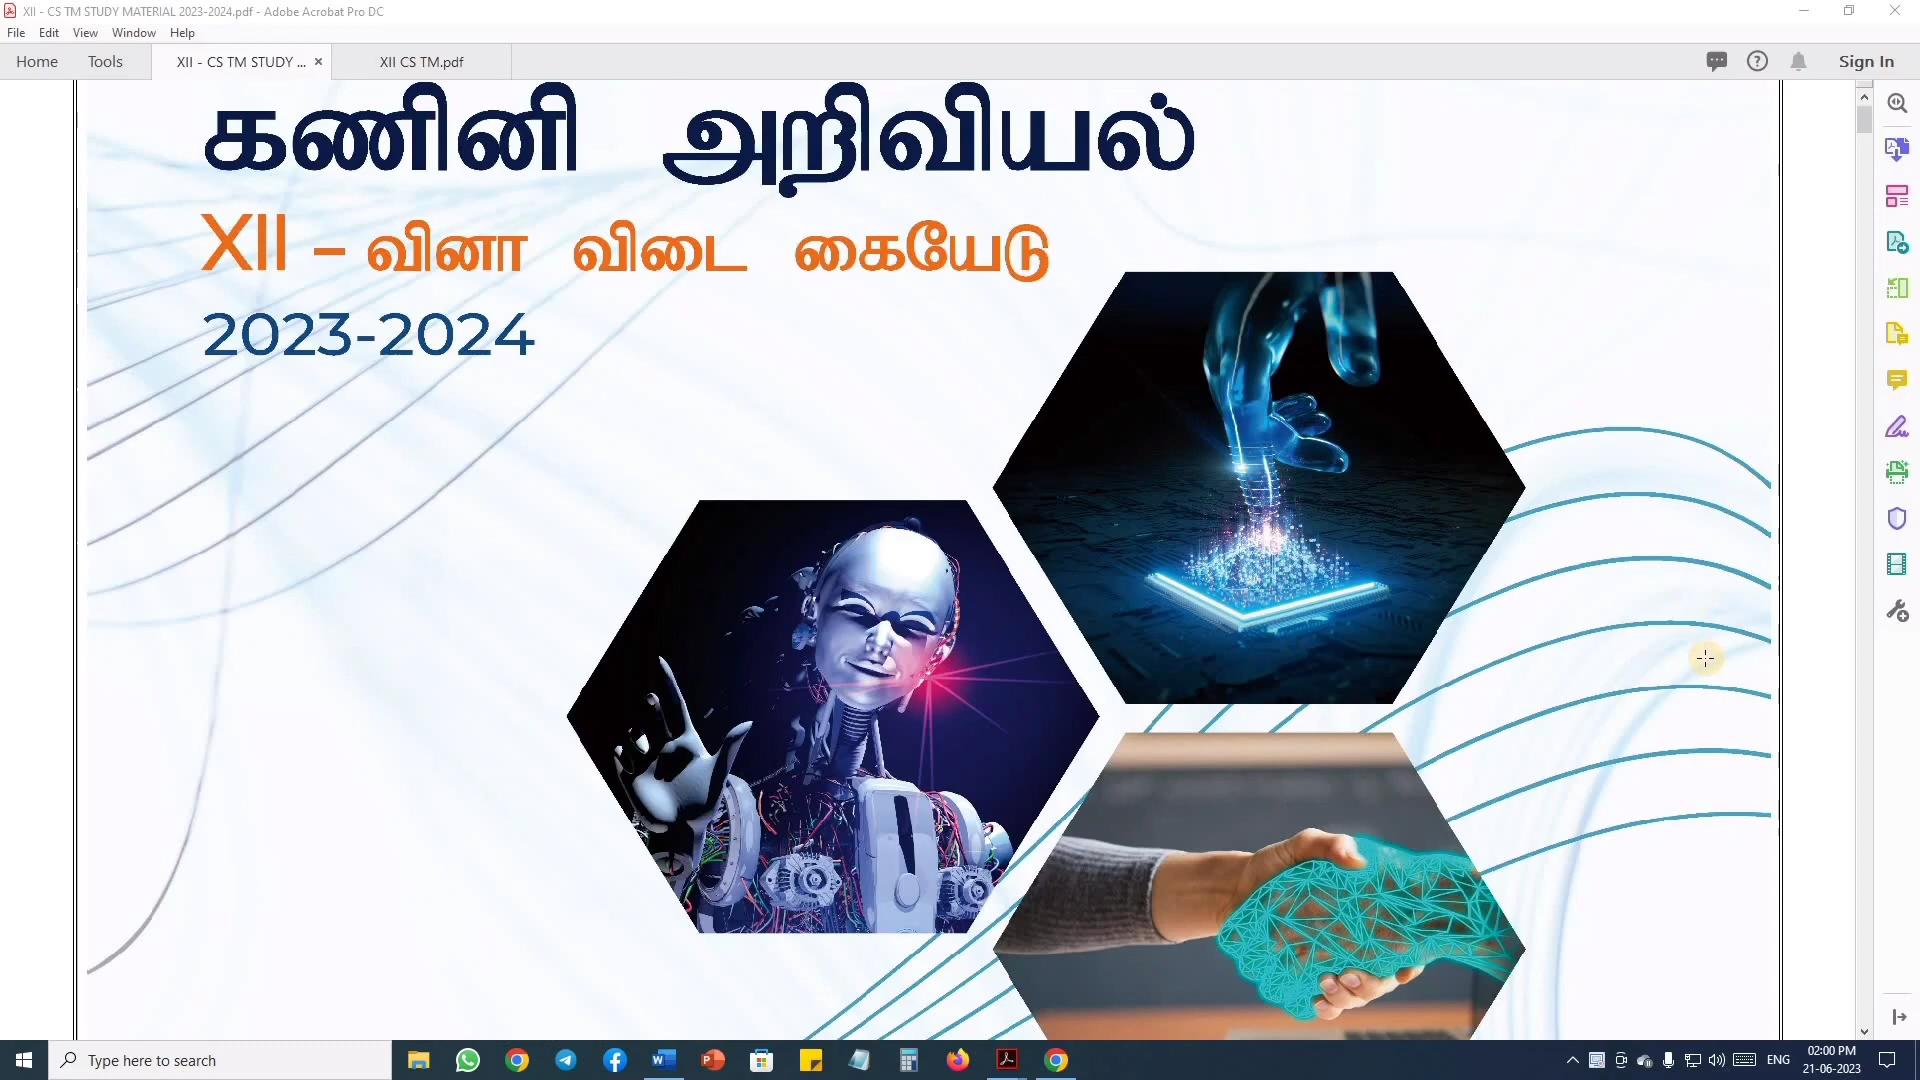 XII - CS TM STUDY MATERIAL 2023-2024.pdf - Adobe Acrobat Pro DC
File Edit View Window Help
Home Tools XII - CS TM STUDY ... × XII CS TM.pdf Sign In
கணினி அறிவியல்
XII – வினா விடை கையேடு
2023-2024
Type here to search
ENG
02:00 PM
21-06-2023